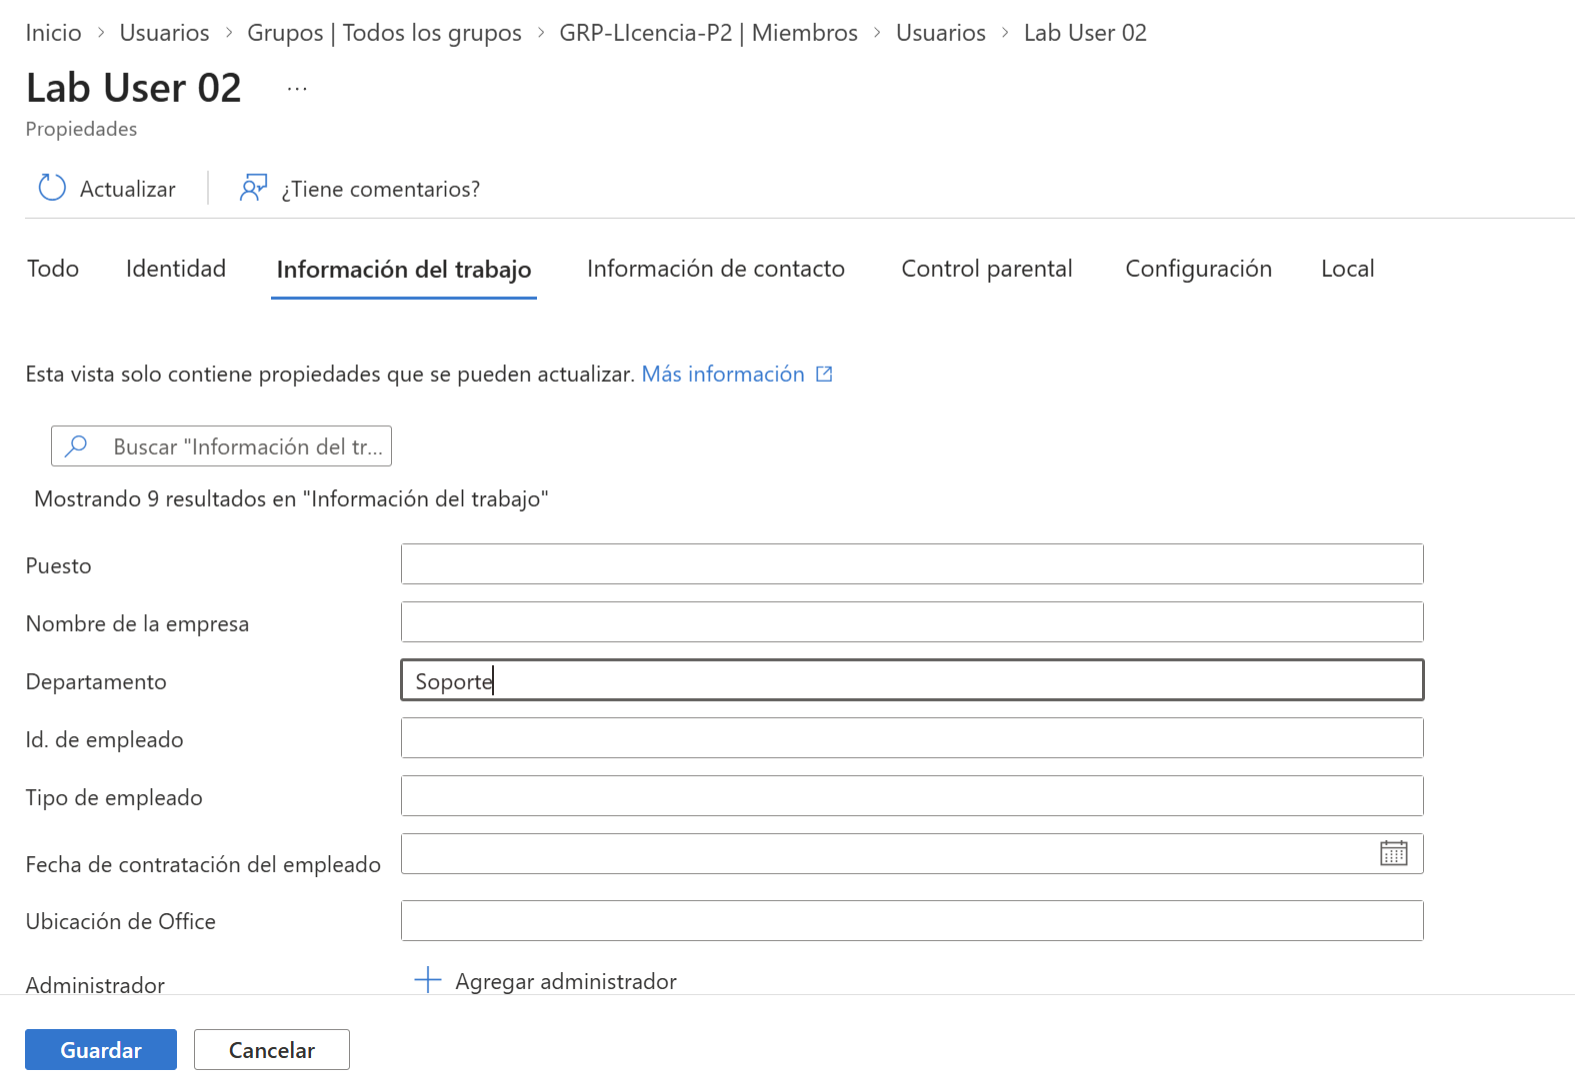 Inicio > Usuarios > Grupos | Todos los grupos > GRP-LIcencia-P2 | Miembros > Usuarios > Lab User 02
Lab User 02 ...
Propiedades
Actualizar ¿Tiene comentarios?
Todo Identidad Información del trabajo Información de contacto Control parental Configuración Local
Esta vista solo contiene propiedades que se pueden actualizar. Más información
Buscar "Información del tr...
Mostrando 9 resultados en "Información del trabajo"
Puesto
Nombre de la empresa
Departamento Soporte
Id. de empleado
Tipo de empleado
Fecha de contratación del empleado
Ubicación de Office
Administrador Agregar administrador
Guardar Cancelar